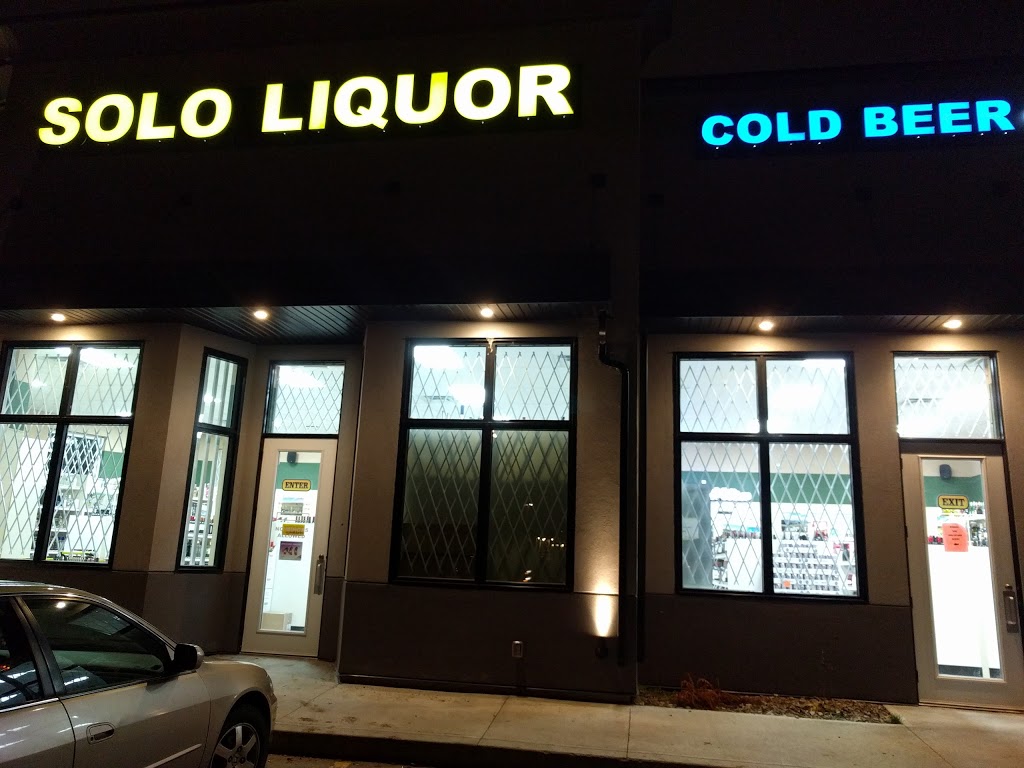 SOLO LIQUOR
COLD BEER
ENTER
EXIT